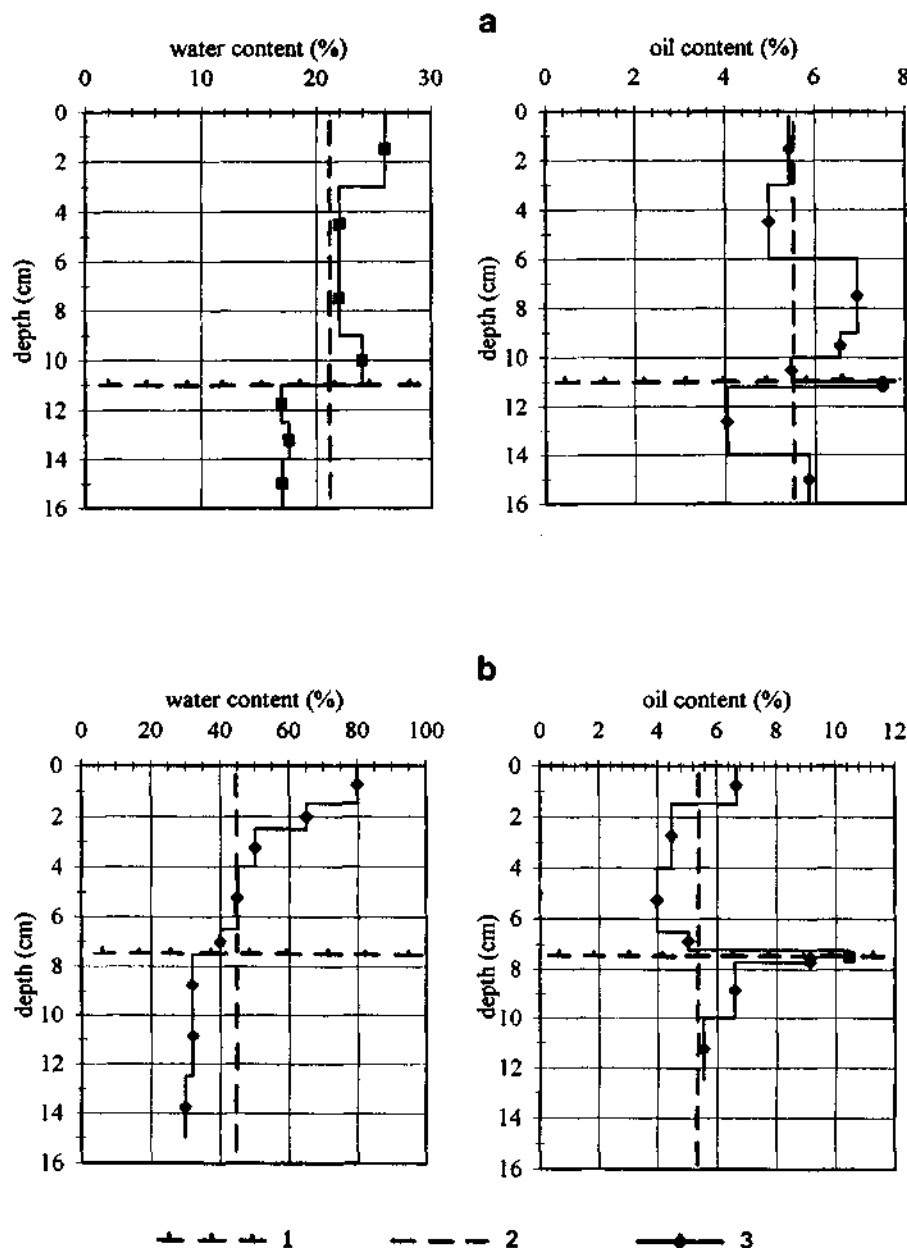 a
water content (%)
oil content (%)
0 10 20 30
0 2 4 6 8
depth (cm)
0
2
4
6
8
10
12
14
16
depth (cm)
0
2
4
6
8
10
12
14
16
b
water content (%)
oil content (%)
0 20 40 60 80 100
0 2 4 6 8 10 12
depth (cm)
0
2
4
6
8
10
12
14
16
depth (cm)
0
2
4
6
8
10
12
14
16
1 2 3